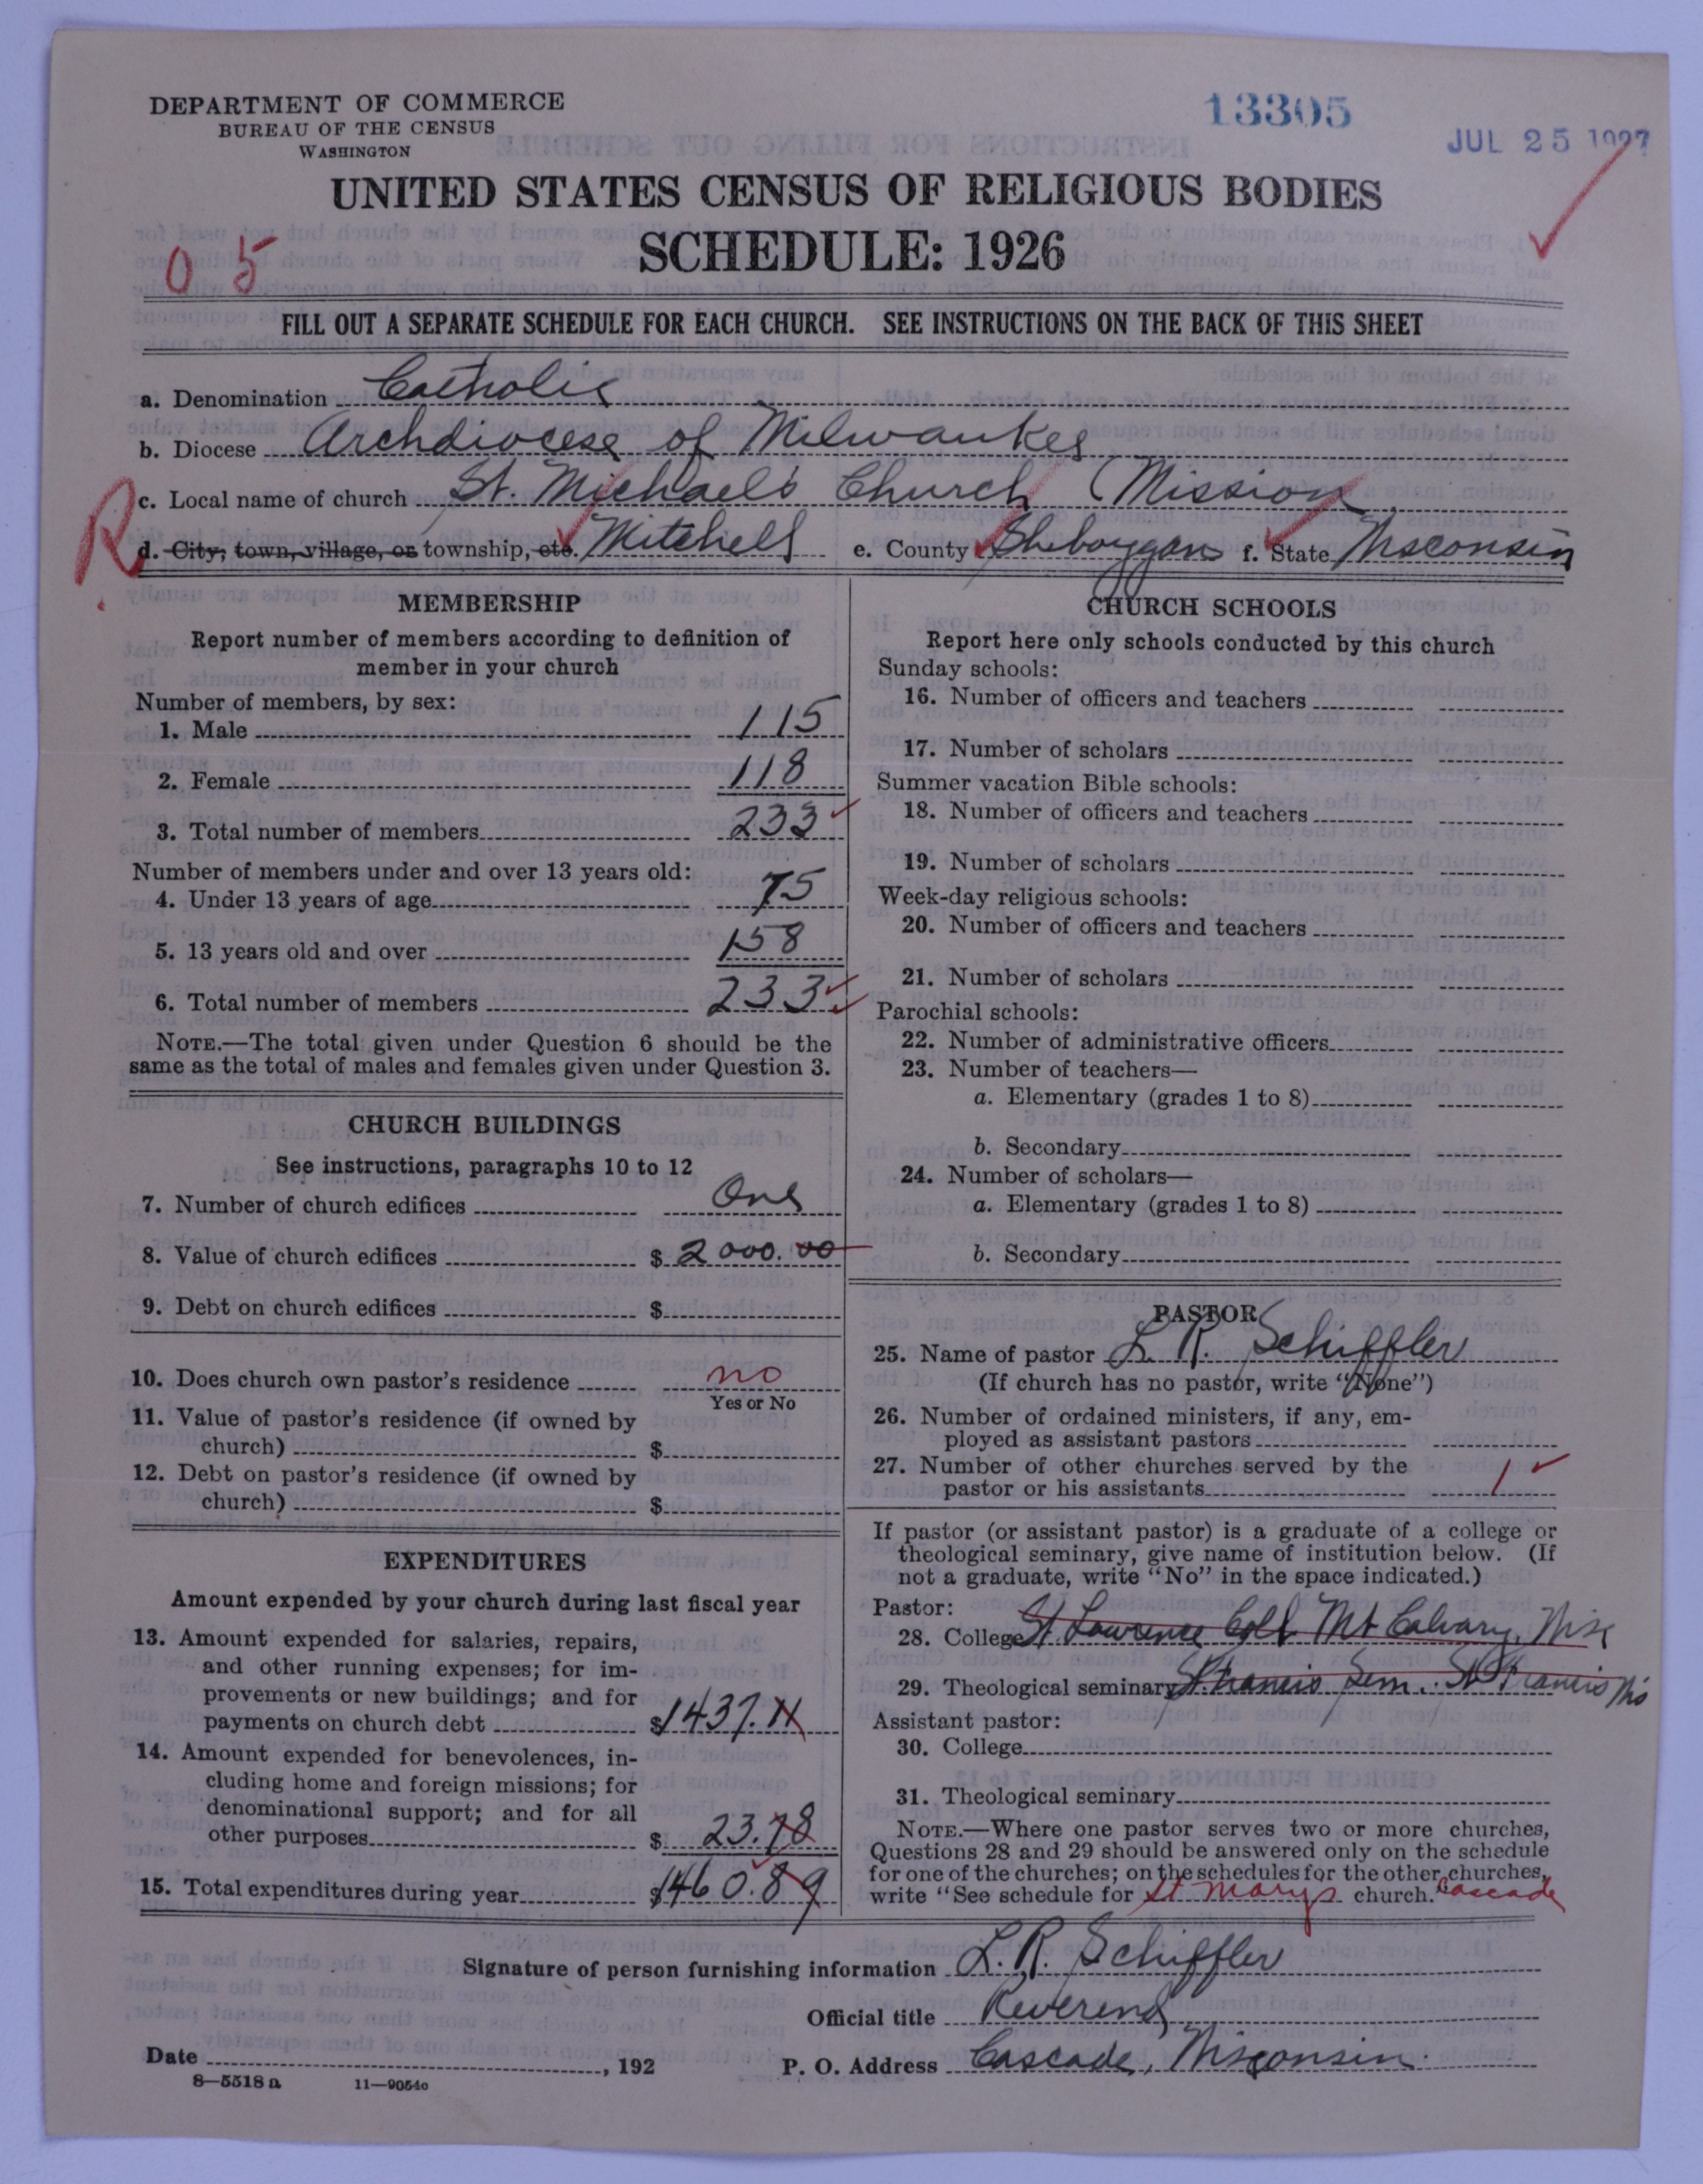 DEPARTMENT OF COMMERCE
BUREAU OF THE CENSUS
WASHINGTON
13305
JUL 25 1927
UNITED STATES CENSUS OF RELIGIOUS BODIES
SCHEDULE: 1926
0 5
FILL OUT A SEPARATE SCHEDULE FOR EACH CHURCH. SEE INSTRUCTIONS ON THE BACK OF THIS SHEET
a. Denomination Catholic
b. Diocese Archdiocese of Milwaukee
c. Local name of church St. Michael's Church (Mission
R
d. City, town, village, or township, etc. Mitchell e. County Sheboygan f. State Wisconsin
MEMBERSHIP
Report number of members according to definition of
member in your church
Number of members, by sex:
1. Male 115
2. Female 118
3. Total number of members 233
Number of members under and over 13 years old:
4. Under 13 years of age 75
5. 13 years old and over 158
6. Total number of members 233
NOTE.—The total given under Question 6 should be the
same as the total of males and females given under Question 3.
CHURCH BUILDINGS
See instructions, paragraphs 10 to 12
7. Number of church edifices One
8. Value of church edifices $ 2000.00
9. Debt on church edifices $
10. Does church own pastor's residence no
Yes or No
11. Value of pastor's residence (if owned by
church) $
12. Debt on pastor's residence (if owned by
church) $
EXPENDITURES
Amount expended by your church during last fiscal year
13. Amount expended for salaries, repairs,
and other running expenses; for im-
provements or new buildings; and for
payments on church debt $1437.11
14. Amount expended for benevolences, in-
cluding home and foreign missions; for
denominational support; and for all
other purposes $ 23.78
15. Total expenditures during year $1460.89
CHURCH SCHOOLS
Report here only schools conducted by this church
Sunday schools:
16. Number of officers and teachers
17. Number of scholars
Summer vacation Bible schools:
18. Number of officers and teachers
19. Number of scholars
Week-day religious schools:
20. Number of officers and teachers
21. Number of scholars
Parochial schools:
22. Number of administrative officers
23. Number of teachers—
a. Elementary (grades 1 to 8)
b. Secondary
24. Number of scholars—
a. Elementary (grades 1 to 8)
b. Secondary
PASTOR
25. Name of pastor L. R. Schiffler
(If church has no pastor, write "None")
26. Number of ordained ministers, if any, em-
ployed as assistant pastors
27. Number of other churches served by the
pastor or his assistants 1
If pastor (or assistant pastor) is a graduate of a college or
theological seminary, give name of institution below. (If
not a graduate, write "No" in the space indicated.)
Pastor:
28. College St Lawrence Coll Mt Calvary, Wisc
29. Theological seminary St. Francis Sem. St Francis Wis
Assistant pastor:
30. College
31. Theological seminary
NOTE.—Where one pastor serves two or more churches,
Questions 28 and 29 should be answered only on the schedule
for one of the churches; on the schedules for the other churches,
write "See schedule for St Marys church. Cascade
Signature of person furnishing information L. R. Schiffler
Official title Reverend
Date , 192 P. O. Address Cascade, Wisconsin.
8—5518 a 11—9054c